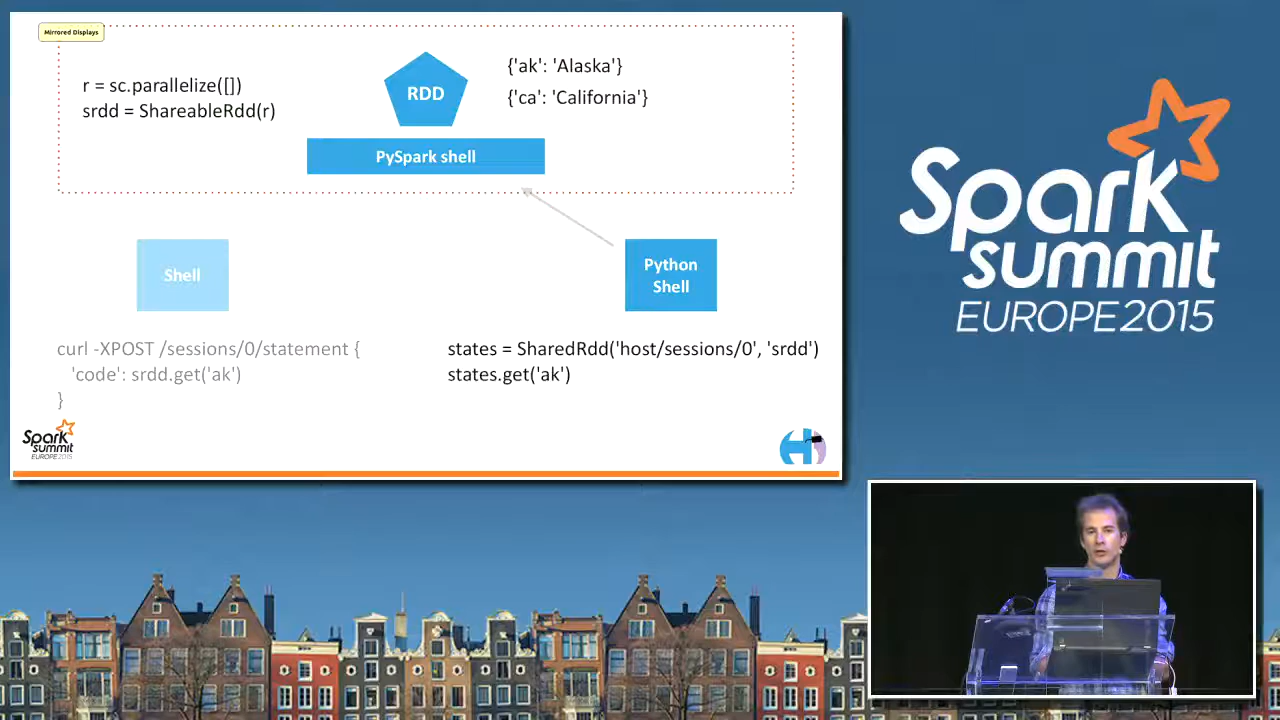 Mirrored Displays
r = sc.parallelize([])
srdd = ShareableRdd(r)
RDD
{'ak': 'Alaska'}
{'ca': 'California'}
PySpark shell
Shell
Python
Shell
curl -XPOST /sessions/0/statement {
'code': srdd.get('ak')
}
states = SharedRdd('host/sessions/0', 'srdd')
states.get('ak')
Spark
summit
EUROPE 2015
Spark
summit
EUROPE 2015